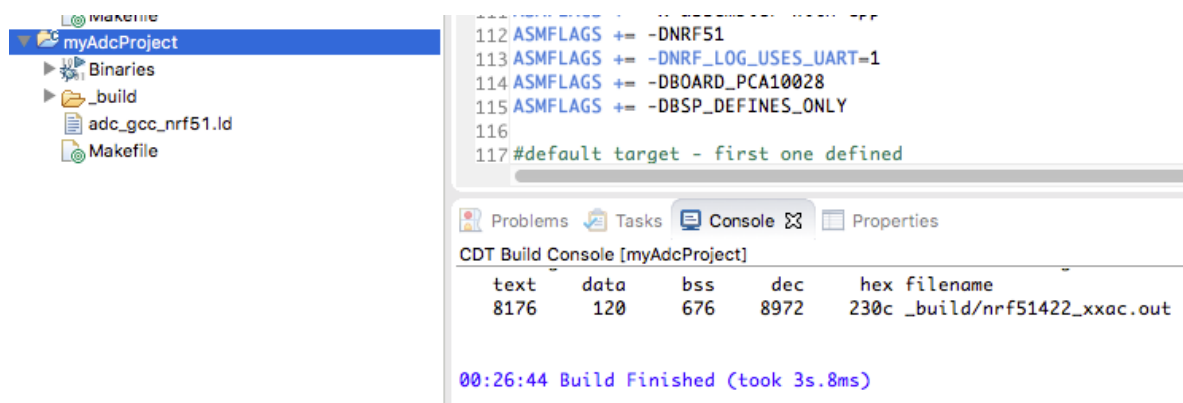 Makefile
myAdcProject
Binaries
_build
adc_gcc_nrf51.ld
Makefile
112 ASMFLAGS += -DNRF51
113 ASMFLAGS += -DNRF_LOG_USES_UART=1
114 ASMFLAGS += -DBOARD_PCA10028
115 ASMFLAGS += -DBSP_DEFINES_ONLY
116
117 #default target - first one defined
Problems Tasks Console Properties
CDT Build Console [myAdcProject]
text data bss dec hex filename
8176 120 676 8972 230c _build/nrf51422_xxac.out
00:26:44 Build Finished (took 3s.8ms)